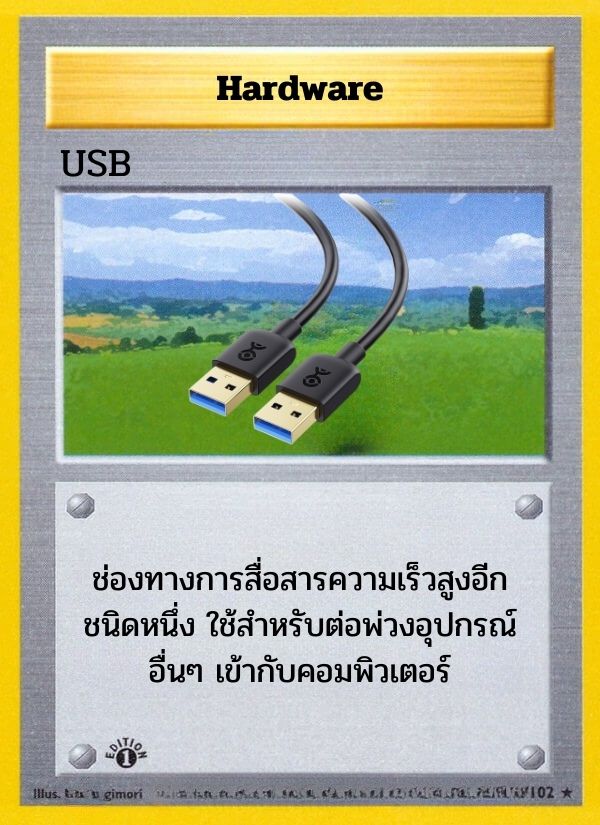 Hardware
USB
ช่องทางการสื่อสารความเร็วสูงอีก
ชนิดหนึ่ง ใช้สำหรับต่อพ่วงอุปกรณ์
อื่นๆ เข้ากับคอมพิวเตอร์
EDITION
1
Illus. gimori 102 ★